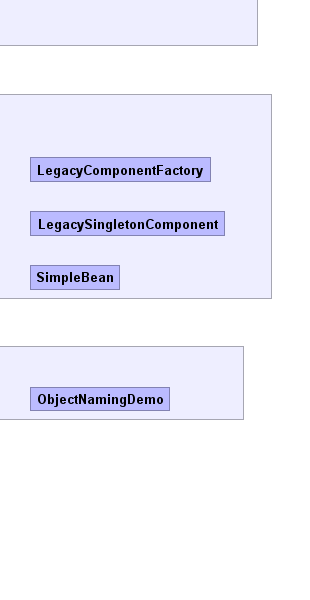 LegacyComponentFactory
LegacySingletonComponent
SimpleBean
ObjectNamingDemo